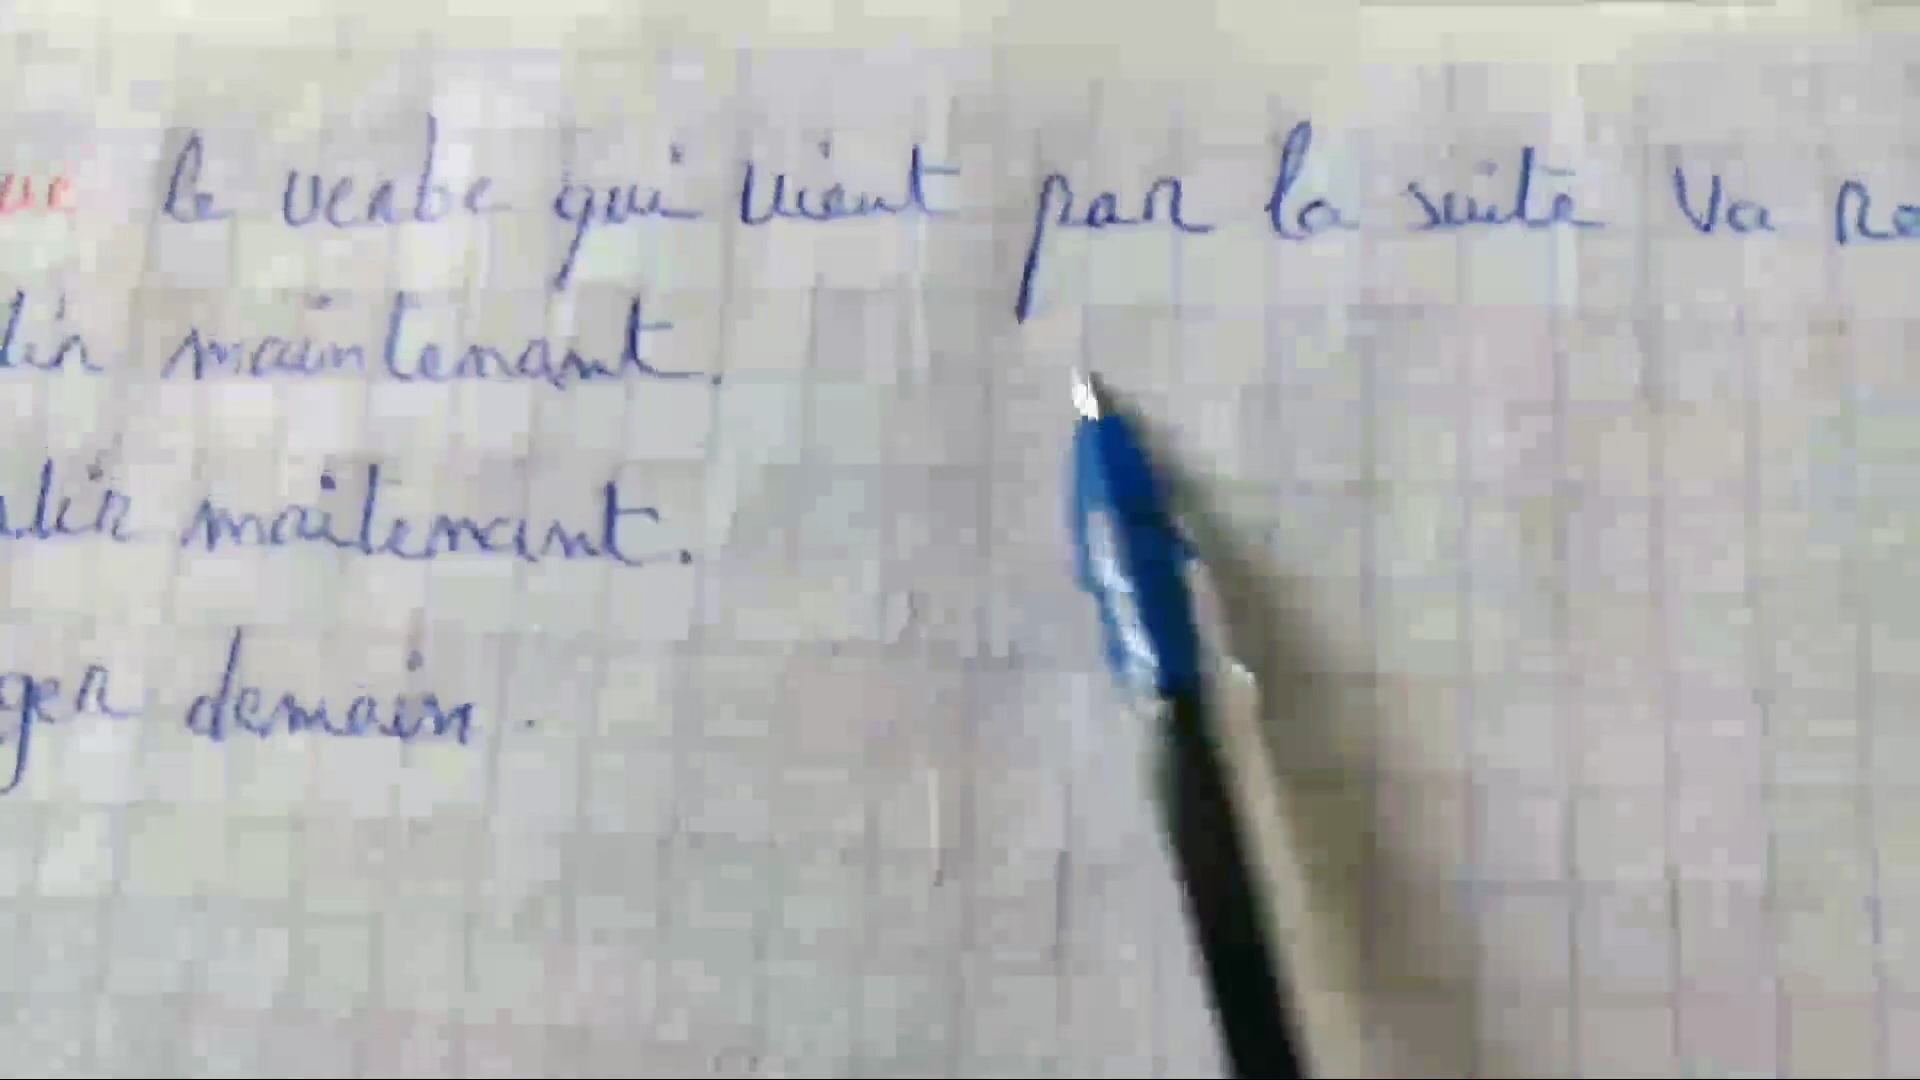 le verbe qui vient par la suite va
maintenant.
maitenant.
demain.